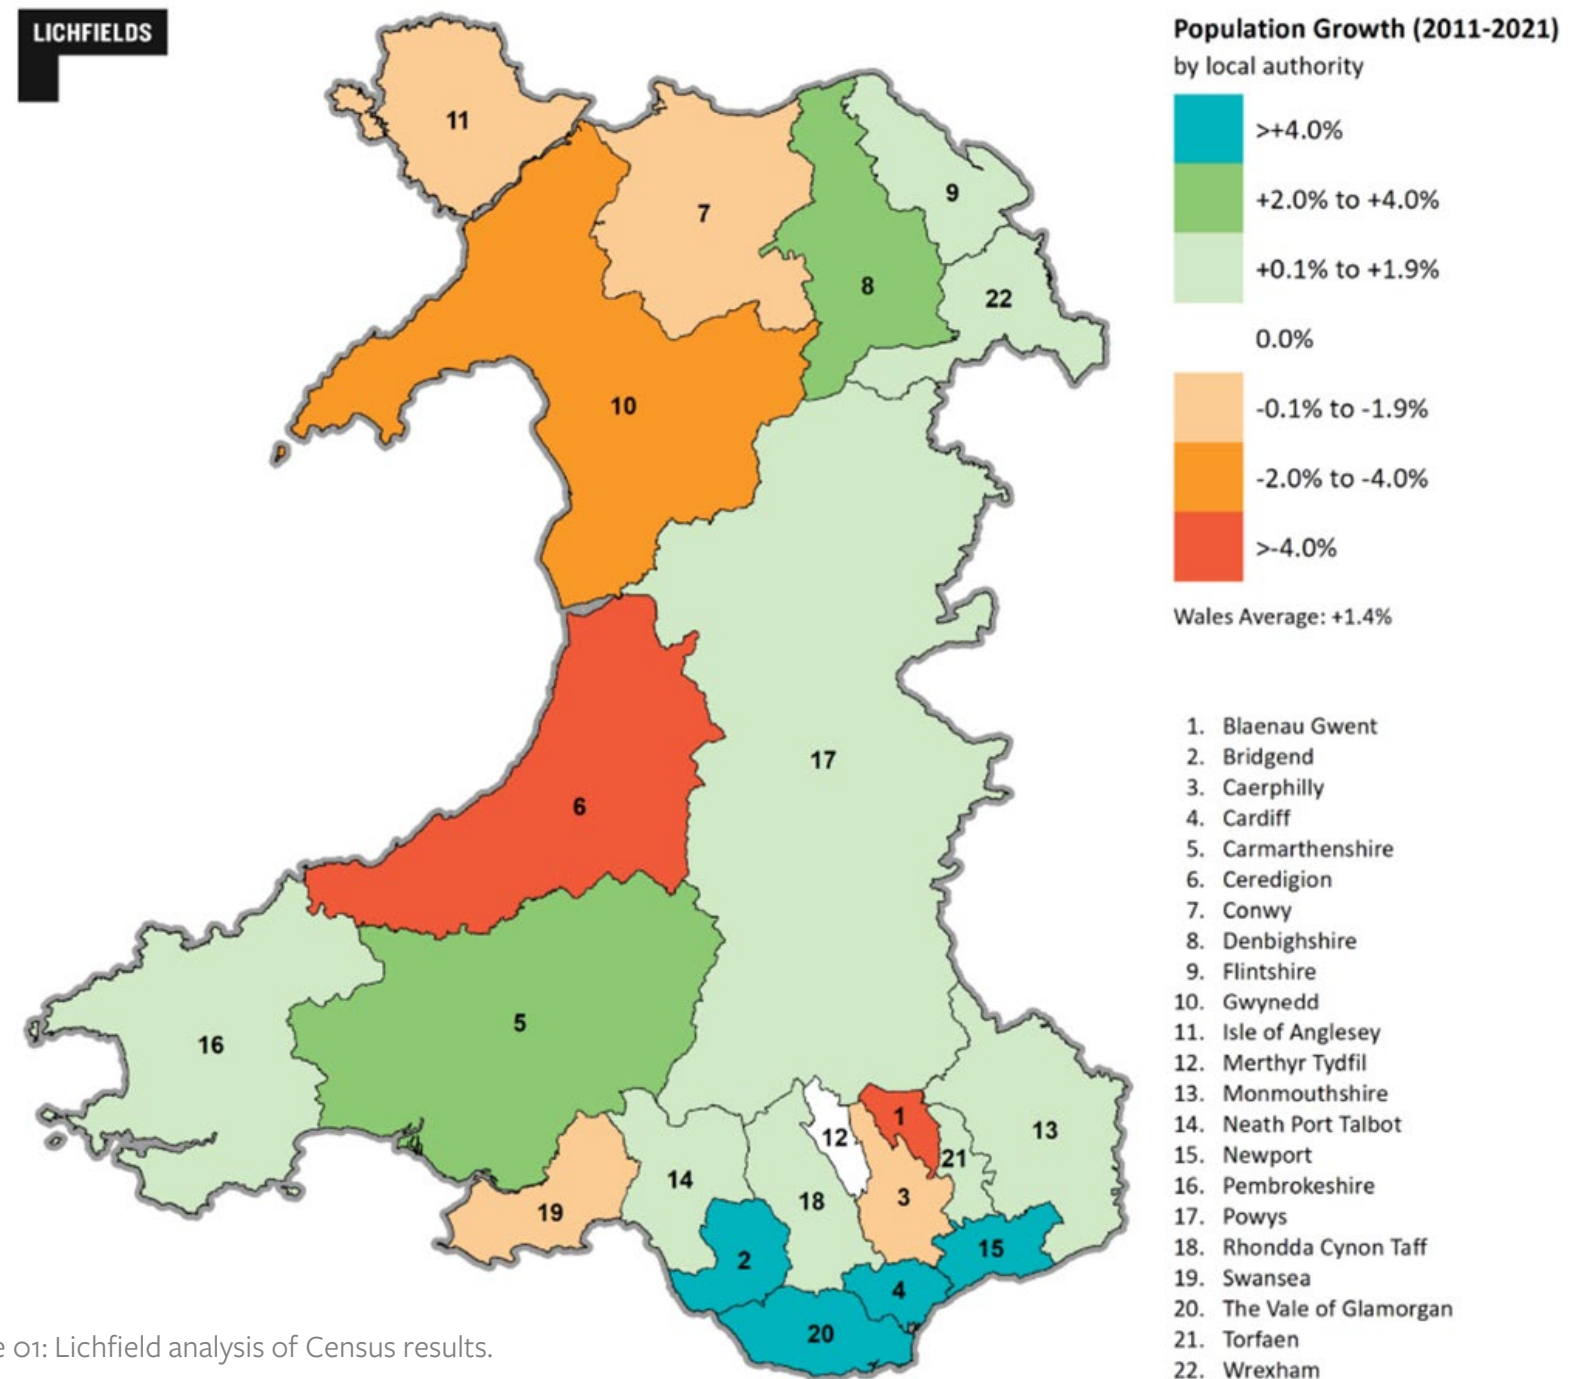 LICHFIELDS
Population Growth (2011-2021)
by local authority
>+4.0%
+2.0% to +4.0%
+0.1% to +1.9%
0.0%
-0.1% to -1.9%
-2.0% to -4.0%
>-4.0%
Wales Average: +1.4%
1. Blaenau Gwent
2. Bridgend
3. Caerphilly
4. Cardiff
5. Carmarthenshire
6. Ceredigion
7. Conwy
8. Denbighshire
9. Flintshire
10. Gwynedd
11. Isle of Anglesey
12. Merthyr Tydfil
13. Monmouthshire
14. Neath Port Talbot
15. Newport
16. Pembrokeshire
17. Powys
18. Rhondda Cynon Taff
19. Swansea
20. The Vale of Glamorgan
21. Torfaen
22. Wrexham
11
7
9
8
22
10
17
6
5
16
1
12
21
13
14
18
3
19
15
2
4
20
e 01: Lichfield analysis of Census results.